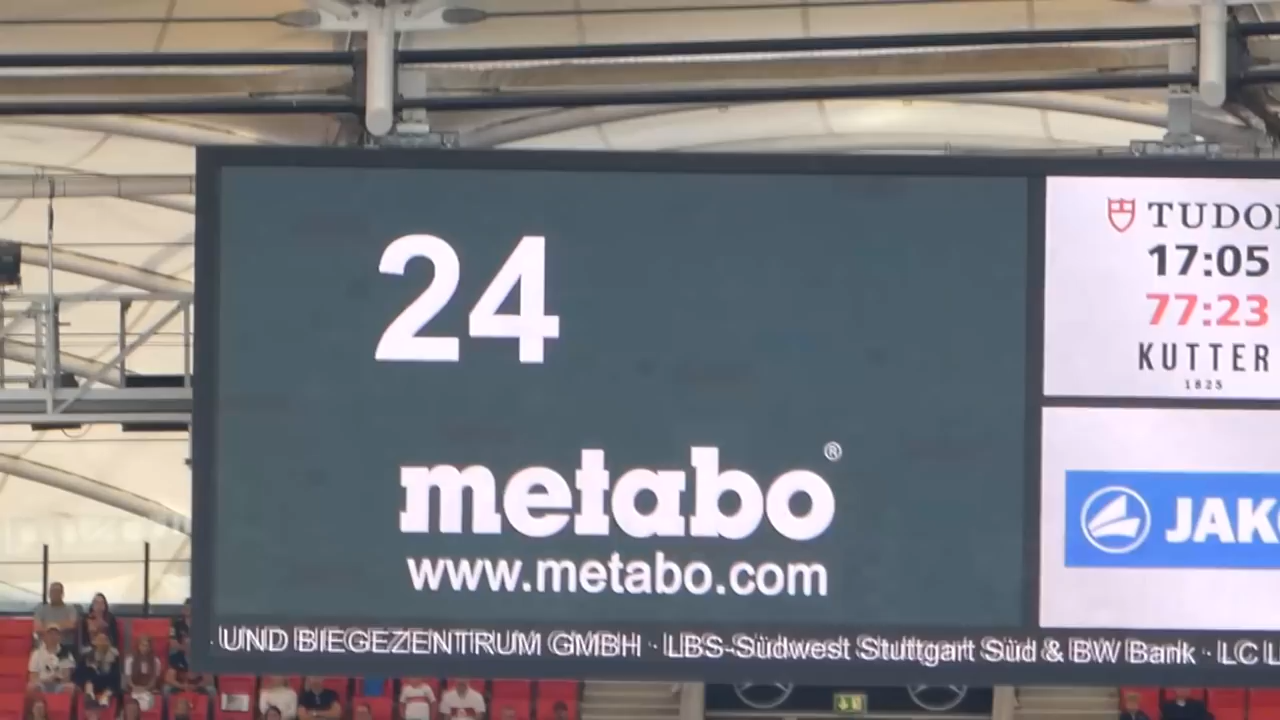 24
metabo®
www.metabo.com
TUDO
17:05
77:23
KUTTER
1825
JAK
· UND BIEGEZENTRUM GMBH · LBS-Südwest Stuttgart Süd & BW Bank · LC L